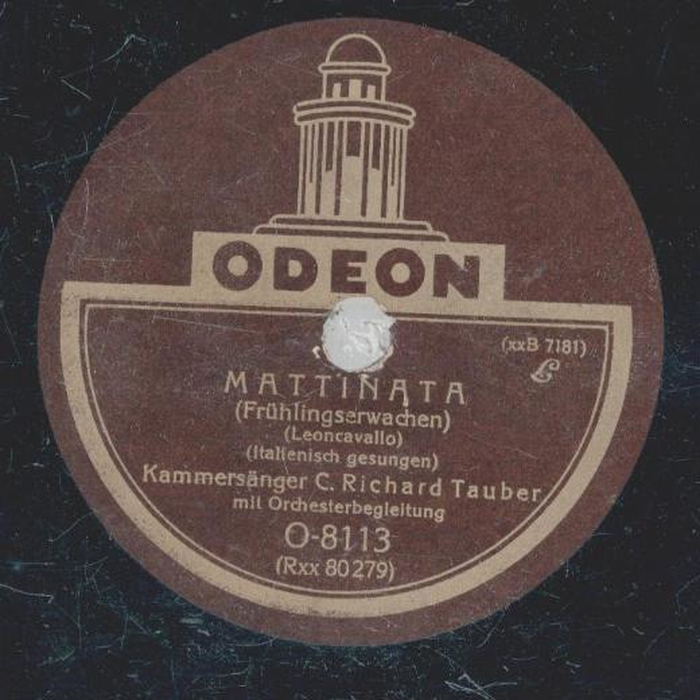 ODEON
(xxB 7181)
L
MATTINATA
(Frühlingserwachen)
(Leoncavallo)
(Italienisch gesungen)
Kammersänger C. Richard Tauber
mit Orchesterbegleitung
O-8113
(Rxx 80279)